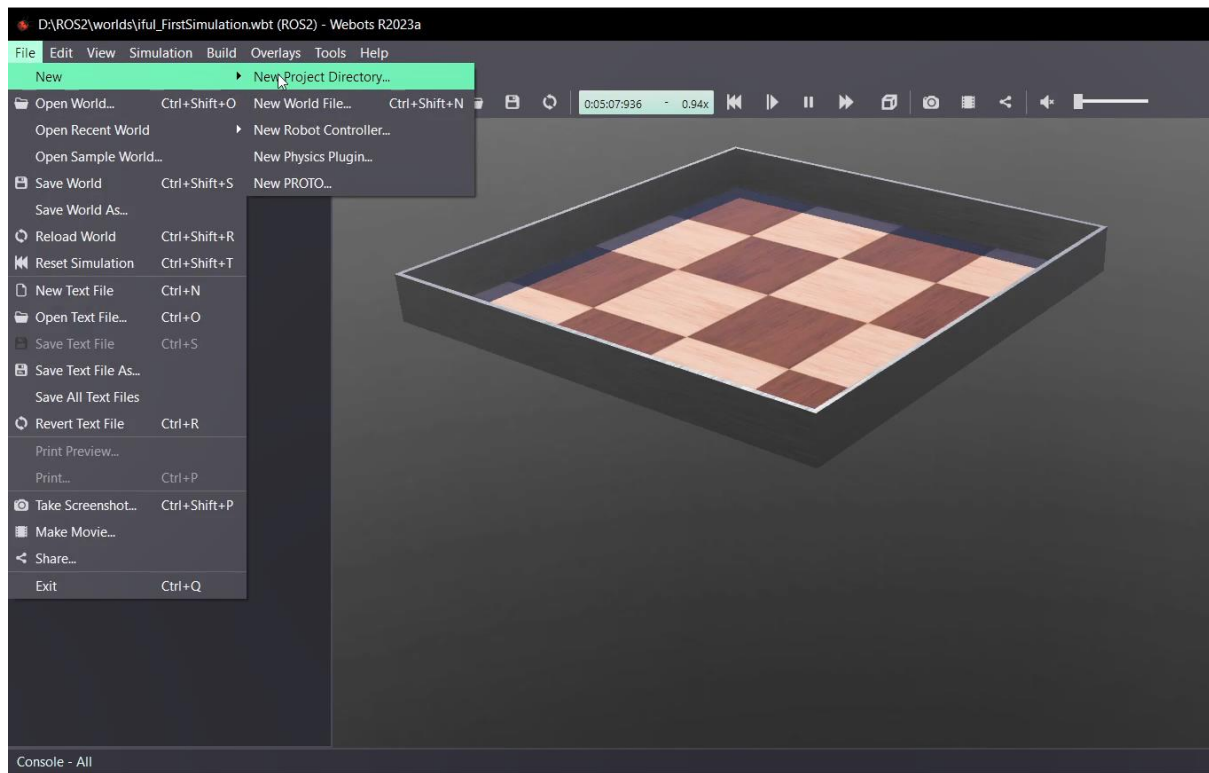 D:\ROS2\worlds\iful_FirstSimulation.wbt (ROS2) - Webots R2023a
File Edit View Simulation Build Overlays Tools Help
New New Project Directory...
Open World... Ctrl+Shift+O New World File... Ctrl+Shift+N 0:05:07:936 - 0.94x
Open Recent World New Robot Controller...
Open Sample World... New Physics Plugin...
Save World Ctrl+Shift+S New PROTO...
Save World As...
Reload World Ctrl+Shift+R
Reset Simulation Ctrl+Shift+T
New Text File Ctrl+N
Open Text File... Ctrl+O
Save Text File Ctrl+S
Save Text File As...
Save All Text Files
Revert Text File Ctrl+R
Print Preview...
Print... Ctrl+P
Take Screenshot... Ctrl+Shift+P
Make Movie...
Share...
Exit Ctrl+Q
Console - All